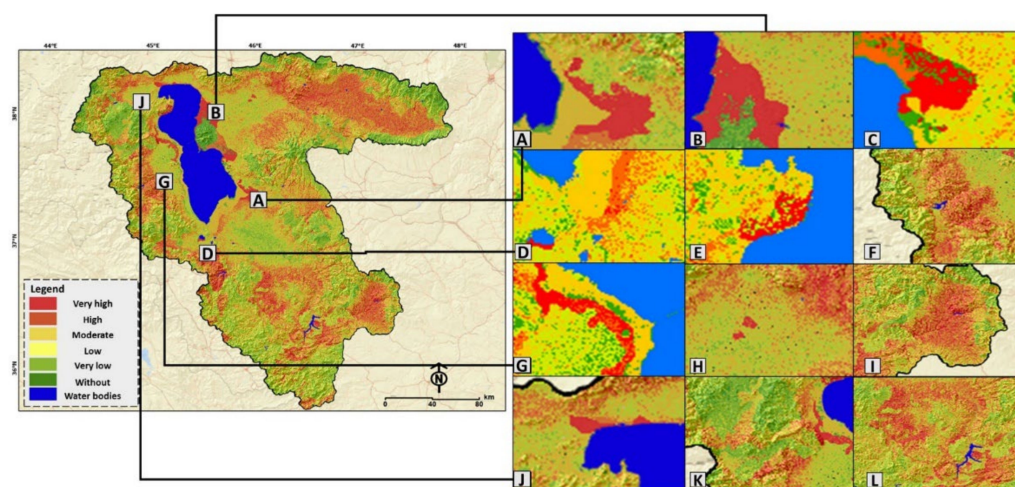 44°E
45°E
46°E
47°E
48°E
38°N
37°N
36°N
J
B
G
A
D
Legend
Very high
High
Moderate
Low
Very low
Without
Water bodies
N
km
0 40 80
A
B
C
D
E
F
G
H
I
J
K
L